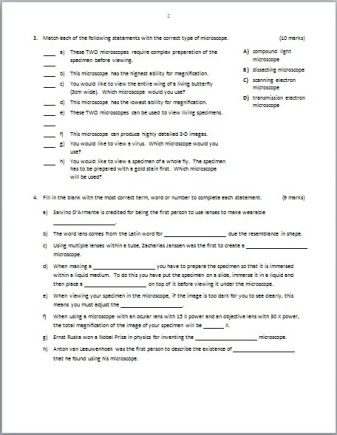 2
3. Match each of the following statements with the correct type of microscope. (10 marks)
____ a) These TWO microscopes require complex preparation of the
____ specimen before viewing.
____ b) This microscope has the highest ability for magnification.
____ c) You would like to view the entire wing of a living butterfly
(5cm wide). Which microscope would you use?
____ d) This microscope has the lowest ability for magnification.
____ e) These TWO microscopes can be used to view living specimens.
____
____ f) This microscope can produce highly detailed 3-D images.
____ g) You would like to view a virus. Which microscope would you
use?
____ h) You would like to view a specimen of a whole fly. The specimen
has to be prepared with a gold stain first. Which microscope
will be used?
A) compound light
microscope
B) dissecting microscope
C) scanning electron
microscope
D) transmission electron
microscope
4. Fill in the blank with the most correct term, word or number to complete each statement. (9 marks)
a) Salvino D'Armante is credited for being the first person to use lenses to make wearable
__.
b) The word lens comes from the Latin word for ____________ due the resemblance in shape.
c) Using multiple lenses within a tube, Zacharias Janssen was the first to create a ____________
microscope.
d) When making a ____________ you have to prepare the specimen so that it is immersed
within a liquid medium. To do this you have put the specimen on a slide, immerse it in a liquid and
then place a ____________ on top of it before viewing it under the microscope.
e) When viewing your specimen in the microscope, if the image is too dark for you to see clearly, this
means you must adjust the ____________.
f) When using a microscope with an ocular lens with 15 X power and an objective lens with 30 X power,
the total magnification of the image of your specimen will be ______ X.
g) Ernst Ruska won a Nobel Prize in physics for inventing the ____________ microscope.
h) Anton van Leeuwenhoek was the first person to describe the existence of ____________
that he found using his microscope.